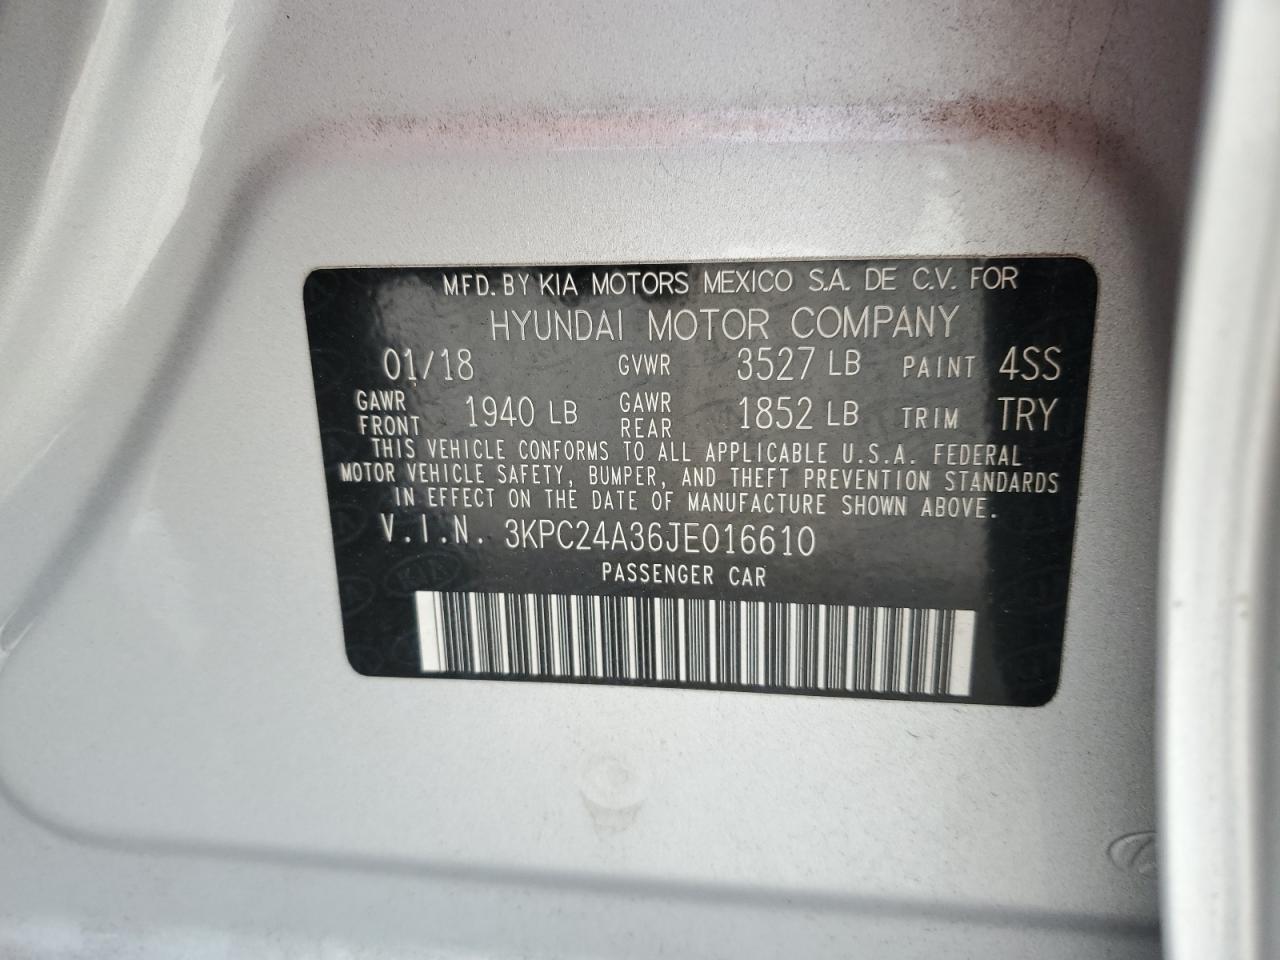 MFD. BY KIA MOTORS MEXICO S.A. DE C.V. FOR
HYUNDAI MOTOR COMPANY
01/18 GVWR 3527 LB PAINT 4SS
GAWR FRONT 1940 LB GAWR REAR 1852 LB TRIM TRY
THIS VEHICLE CONFORMS TO ALL APPLICABLE U.S.A. FEDERAL
MOTOR VEHICLE SAFETY, BUMPER, AND THEFT PREVENTION STANDARDS
IN EFFECT ON THE DATE OF MANUFACTURE SHOWN ABOVE.
V.I.N. 3KPC24A36JE016610
PASSENGER CAR